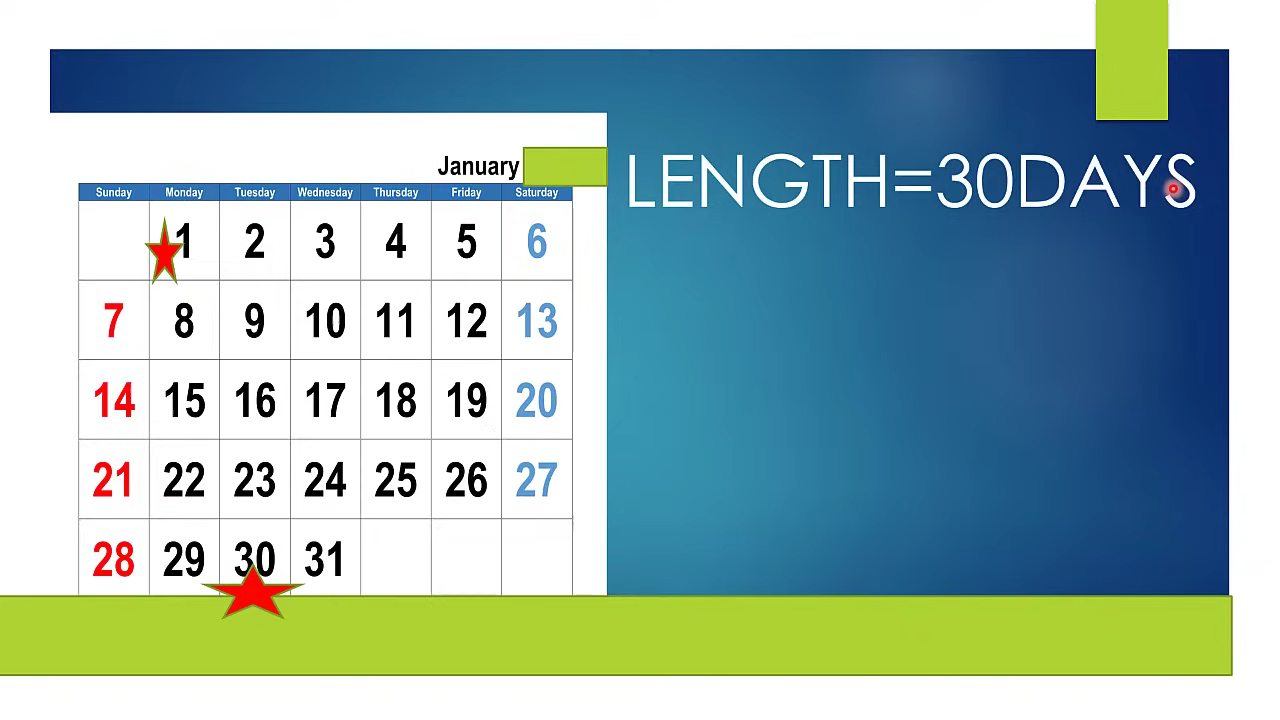 January
LENGTH=30DAYS
Sunday Monday Tuesday Wednesday Thursday Friday Saturday
1 2 3 4 5 6
7 8 9 10 11 12 13
14 15 16 17 18 19 20
21 22 23 24 25 26 27
28 29 30 31